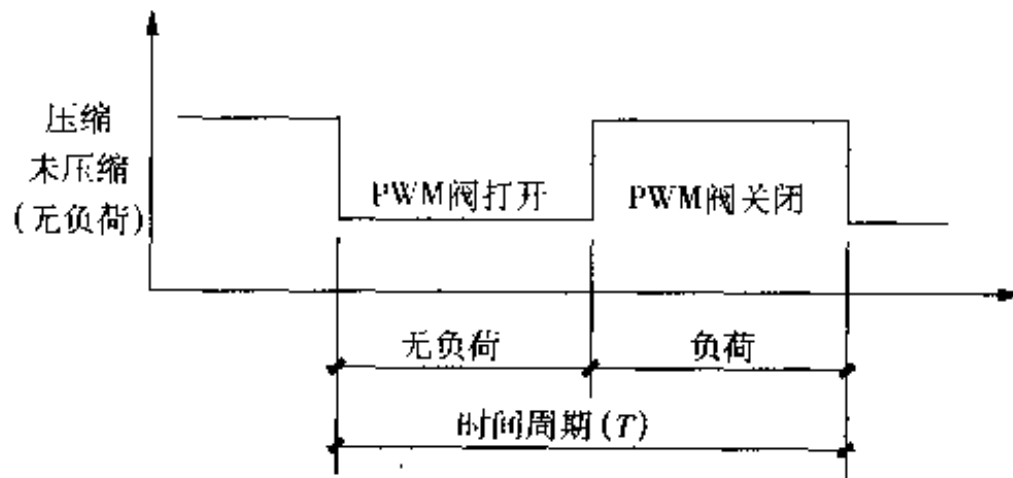 压缩
未压缩
(无负荷)
PWM阀打开
PWM阀关闭
无负荷
负荷
时间周期(T)